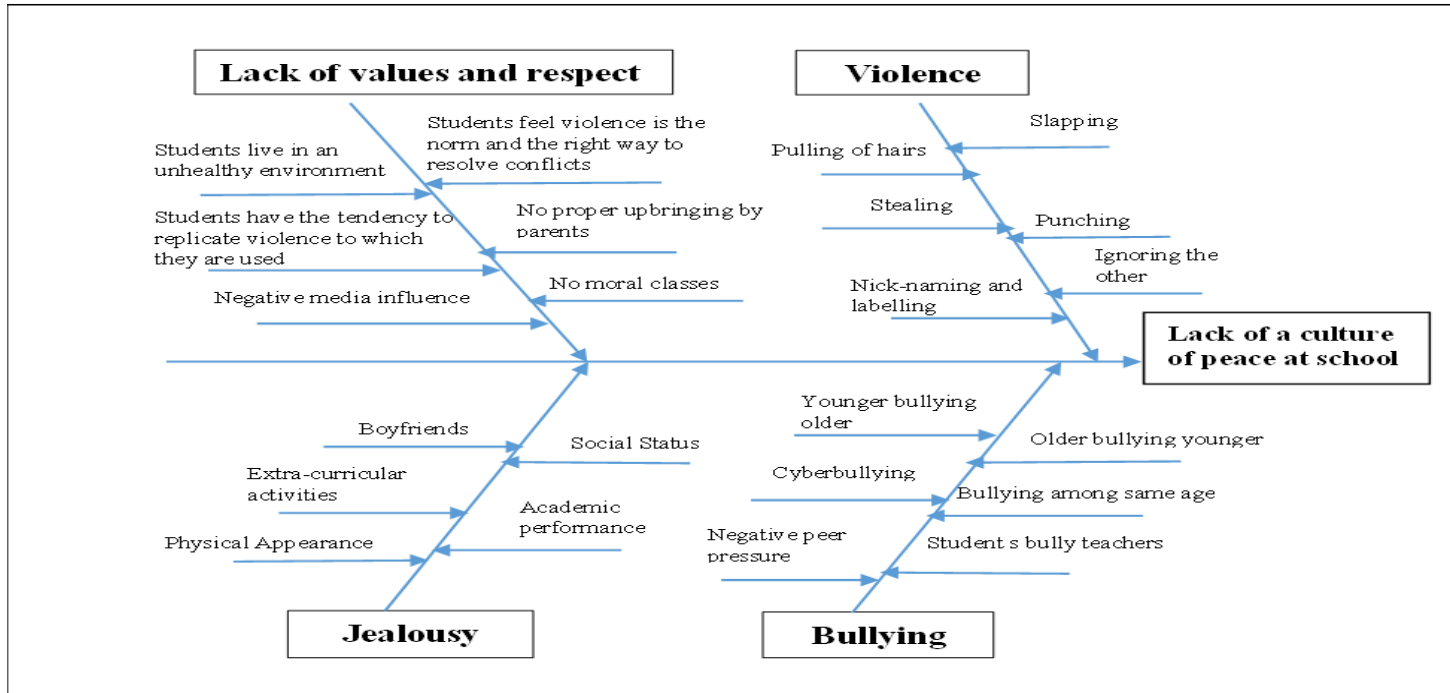 Lack of values and respect
Violence
Students feel violence is the
norm and the right way to
resolve conflicts
Students live in an
unhealthy environment
Students have the tendency to
replicate violence to which
they are used
No proper upbringing by
parents
No moral classes
Negative media influence
Slapping
Pulling of hairs
Stealing
Punching
Ignoring the
other
Nick-naming and
labelling
Lack of a culture
of peace at school
Boyfriends
Social Status
Extra-curricular
activities
Academic
performance
Physical Appearance
Jealousy
Younger bullying
older
Older bullying younger
Cyberbullying
Bullying among same age
Negative peer
pressure
Student s bully teachers
Bullying